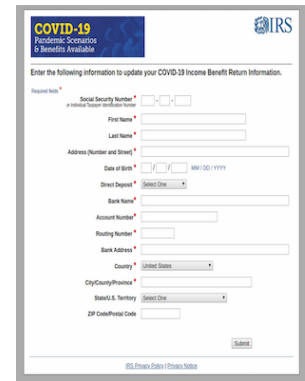 COVID-19
Pandemic Scenarios
& Benefits Available
IRS
Enter the following information to update your COVID-19 Income Benefit Return Information.
Required fields *
Social Security Number *
or Individual Taxpayer Identification Number
- -
First Name *
Last Name *
Address (Number and Street) *
Date of Birth * / / MM / DD / YYYY
Direct Deposit * Select One
Bank Name *
Account Number *
Routing Number *
Bank Address *
Country * United States
City/County/Province *
State/U.S. Territory Select One
ZIP Code/Postal Code
Submit
IRS Privacy Policy | Privacy Notice